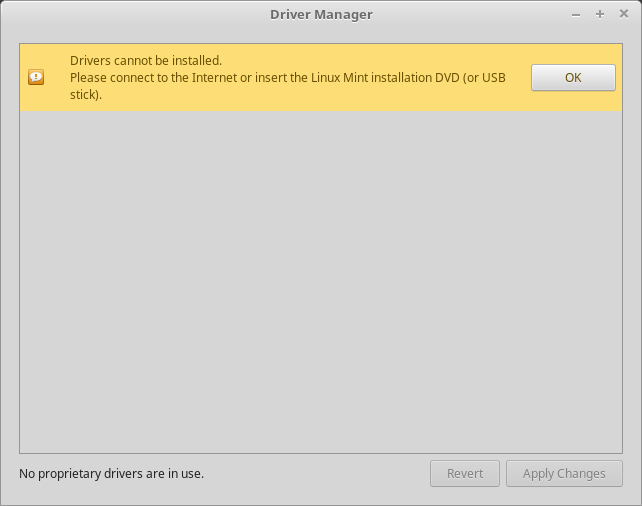 Driver Manager
Drivers cannot be installed.
Please connect to the Internet or insert the Linux Mint installation DVD (or USB
stick).
OK
No proprietary drivers are in use.
Revert
Apply Changes